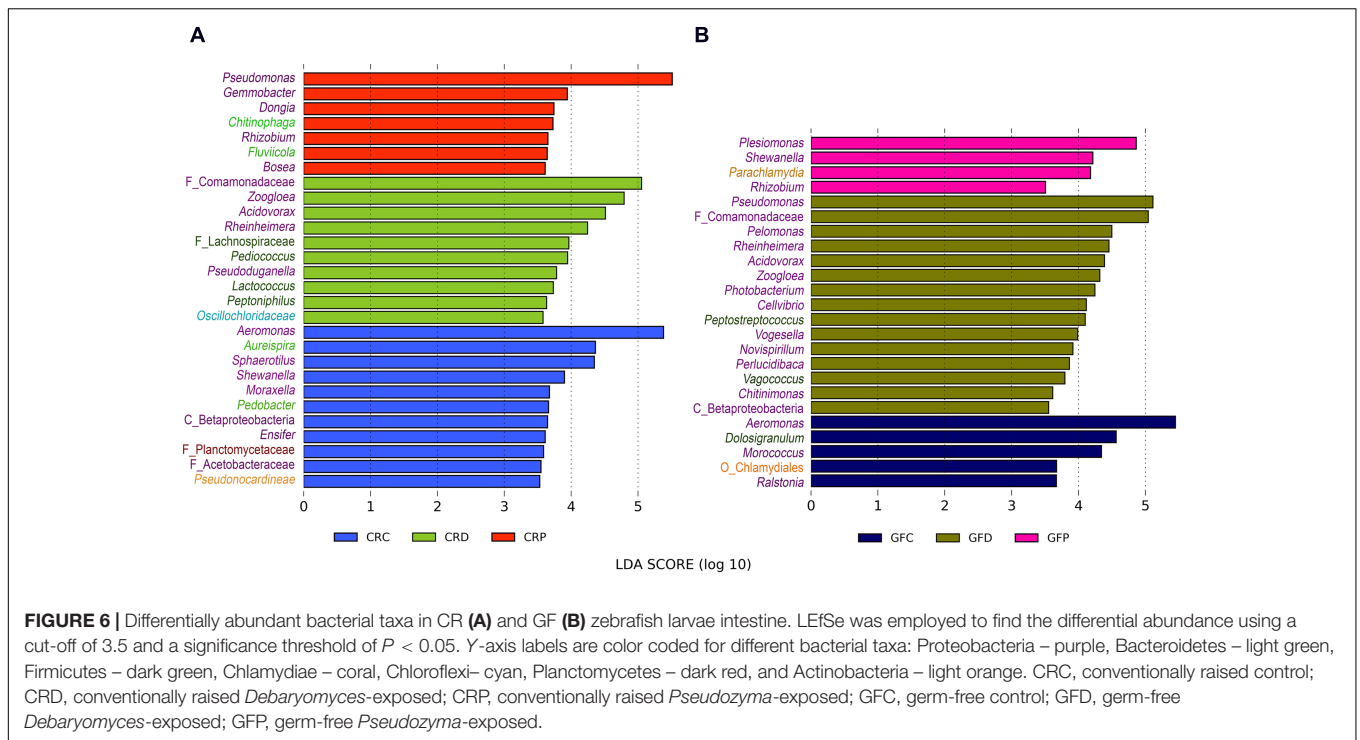 A
Pseudomonas
Gemmobacter
Dongia
Chitinophaga
Rhizobium
Fluviicola
Bosea
F_Comamonadaceae
Zoogloea
Acidovorax
Rheinheimera
F_Lachnospiraceae
Pediococcus
Pseudoduganella
Lactococcus
Peptoniphilus
Oscillochloridaceae
Aeromonas
Aureispira
Sphaerotilus
Shewanella
Moraxella
Pedobacter
C_Betaproteobacteria
Ensifer
F_Planctomycetaceae
F_Acetobacteraceae
Pseudonocardineae
0 1 2 3 4 5
CRC CRD CRP
B
Plesiomonas
Shewanella
Parachlamydia
Rhizobium
Pseudomonas
F_Comamonadaceae
Pelomonas
Rheinheimera
Acidovorax
Zoogloea
Photobacterium
Cellvibrio
Peptostreptococcus
Vogesella
Novispirillum
Perlucidibaca
Vagococcus
Chitinimonas
C_Betaproteobacteria
Aeromonas
Dolosigranulum
Morococcus
O_Chlamydiales
Ralstonia
0 1 2 3 4 5
GFC GFD GFP
LDA SCORE (log 10)
FIGURE 6 | Differentially abundant bacterial taxa in CR (A) and GF (B) zebrafish larvae intestine. LEfSe was employed to find the differential abundance using a
cut-off of 3.5 and a significance threshold of P < 0.05. Y-axis labels are color coded for different bacterial taxa: Proteobacteria – purple, Bacteroidetes – light green,
Firmicutes – dark green, Chlamydiae – coral, Chloroflexi– cyan, Planctomycetes – dark red, and Actinobacteria – light orange. CRC, conventionally raised control;
CRD, conventionally raised Debaryomyces-exposed; CRP, conventionally raised Pseudozyma-exposed; GFC, germ-free control; GFD, germ-free
Debaryomyces-exposed; GFP, germ-free Pseudozyma-exposed.